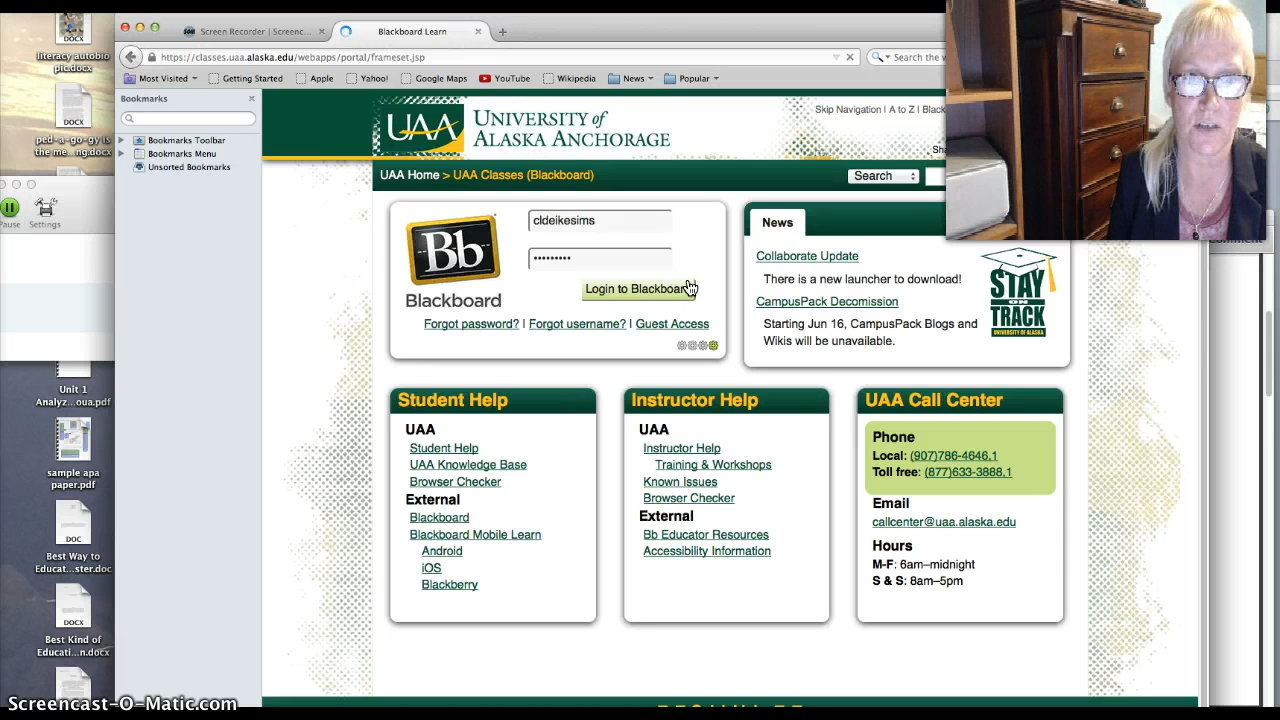 literacy autobio
pic.docx
DOCX
ped-a-go-gy is
the me...ng.docx
Pause
Settings
Unit 1
Analyz...oua.pdf
sample apa
paper.pdf
DOC
Best Way to
Educat...ster.doc
DOCX
Best Kind of
Educati...n.docx
DOCX
Screen Recorder | Screenc...
Blackboard Learn
https://classes.uaa.alaska.edu/webapps/portal/frameset.jsp
Search the
Most Visited
Getting Started
Apple
Yahoo!
Google Maps
YouTube
Wikipedia
News
Popular
Bookmarks
Bookmarks Toolbar
Bookmarks Menu
Unsorted Bookmarks
UAA
UNIVERSITY of
ALASKA ANCHORAGE
Skip Navigation | A to Z | Black
Sha
UAA Home > UAA Classes (Blackboard)
Search
Bb
Blackboard
cldeikesims
•••••••••
Login to Blackboar
Forgot password? | Forgot username? | Guest Access
News
Collaborate Update
There is a new launcher to download!
CampusPack Decomission
Starting Jun 16, CampusPack Blogs and
Wikis will be unavailable.
STAY
ON
TRACK
UNIVERSITY of ALASKA
Student Help
UAA
Student Help
UAA Knowledge Base
Browser Checker
External
Blackboard
Blackboard Mobile Learn
Android
iOS
Blackberry
Instructor Help
UAA
Instructor Help
Training & Workshops
Known Issues
Browser Checker
External
Bb Educator Resources
Accessibility Information
UAA Call Center
Phone
Local: (907)786-4646,1
Toll free: (877)633-3888,1
Email
callcenter@uaa.alaska.edu
Hours
M-F: 6am–midnight
S & S: 8am–5pm
Screencast-O-Matic.com